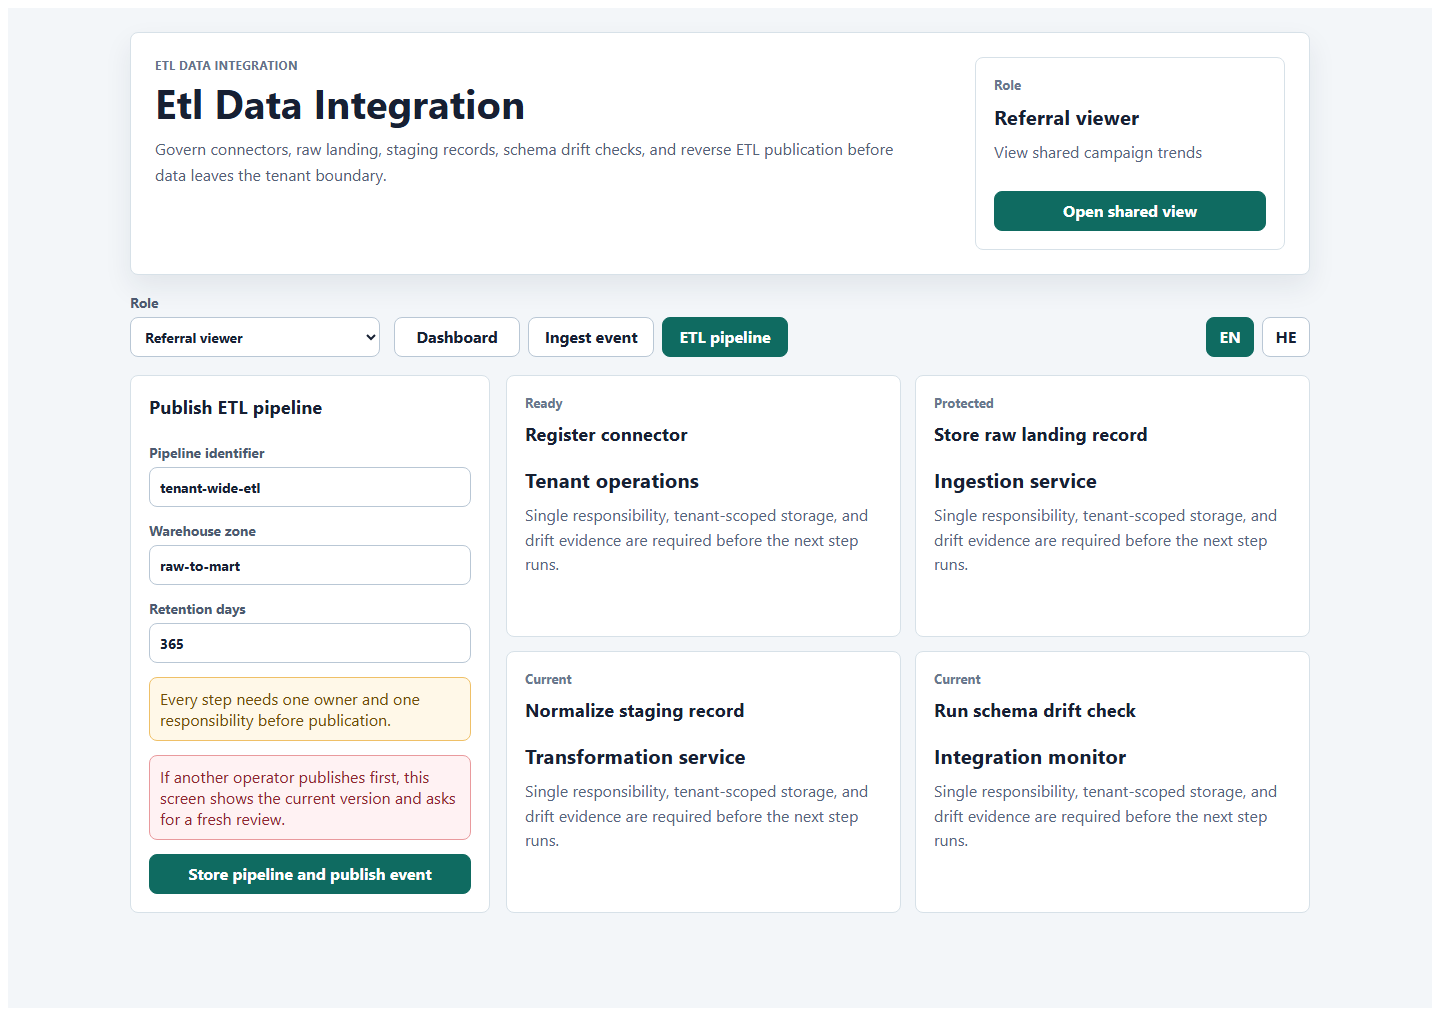 ETL DATA INTEGRATION
Etl Data Integration
Govern connectors, raw landing, staging records, schema drift checks, and reverse ETL publication before
data leaves the tenant boundary.
Role
Referral viewer
View shared campaign trends
Open shared view
Role
Referral viewer
Dashboard
Ingest event
ETL pipeline
EN
HE
Publish ETL pipeline
Pipeline identifier
tenant-wide-etl
Warehouse zone
raw-to-mart
Retention days
365
Every step needs one owner and one
responsibility before publication.
If another operator publishes first, this
screen shows the current version and asks
for a fresh review.
Store pipeline and publish event
Ready
Register connector
Tenant operations
Single responsibility, tenant-scoped storage, and
drift evidence are required before the next step
runs.
Protected
Store raw landing record
Ingestion service
Single responsibility, tenant-scoped storage, and
drift evidence are required before the next step
runs.
Current
Normalize staging record
Transformation service
Single responsibility, tenant-scoped storage, and
drift evidence are required before the next step
runs.
Current
Run schema drift check
Integration monitor
Single responsibility, tenant-scoped storage, and
drift evidence are required before the next step
runs.